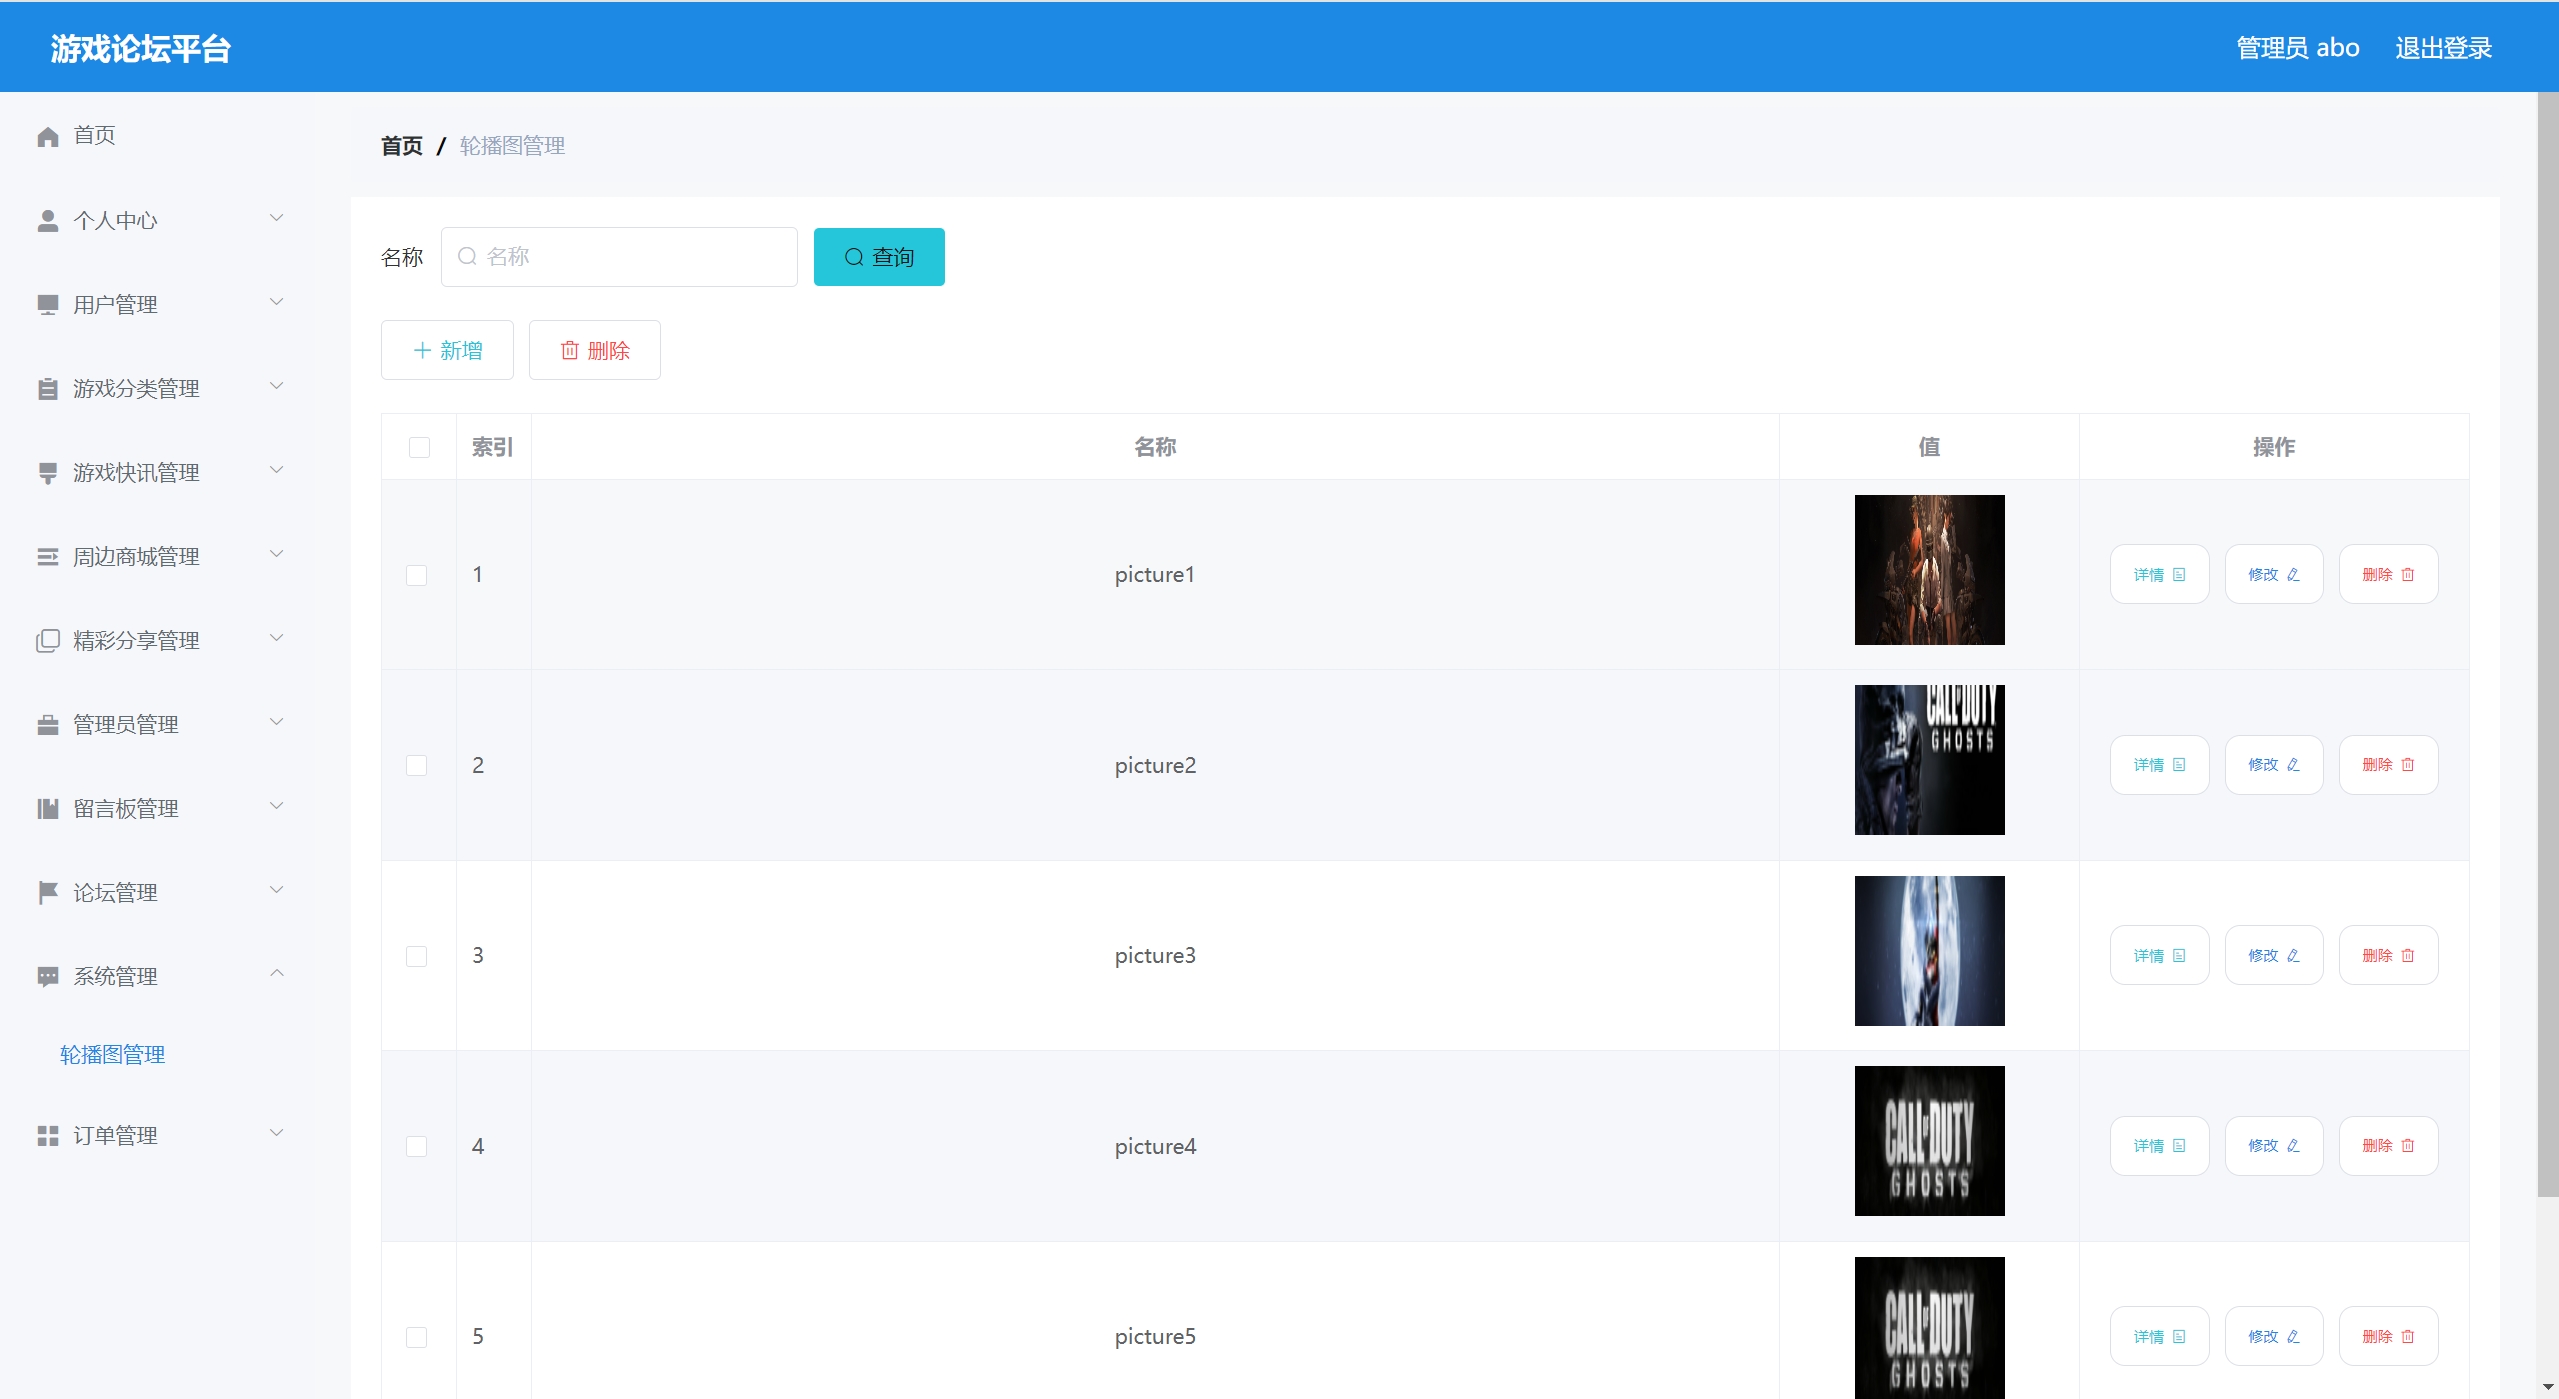 游戏论坛平台
管理员 abo
退出登录
首页
个人中心
用户管理
游戏分类管理
游戏快讯管理
周边商城管理
精彩分享管理
管理员管理
留言板管理
论坛管理
系统管理
轮播图管理
订单管理
首页 / 轮播图管理
名称 名称 查询
新增 删除
索引 名称 值 操作
1 picture1 详情 修改 删除
CALL OF DUTY
GHOSTS
2 picture2 详情 修改 删除
3 picture3 详情 修改 删除
CALL OF DUTY
GHOSTS
4 picture4 详情 修改 删除
CALL OF DUTY
GHOSTS
5 picture5 详情 修改 删除